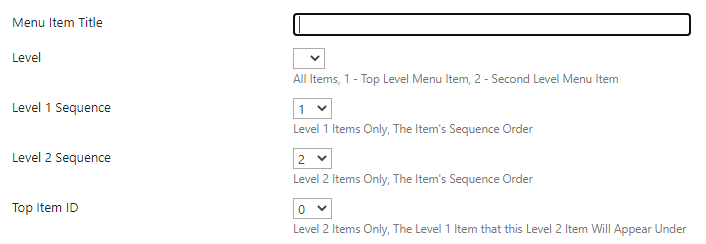 Menu Item Title
Level
All Items, 1 - Top Level Menu Item, 2 - Second Level Menu Item
Level 1 Sequence 1
Level 1 Items Only, The Item's Sequence Order
Level 2 Sequence 2
Level 2 Items Only, The Item's Sequence Order
Top Item ID 0
Level 2 Items Only, The Level 1 Item that this Level 2 Item Will Appear Under